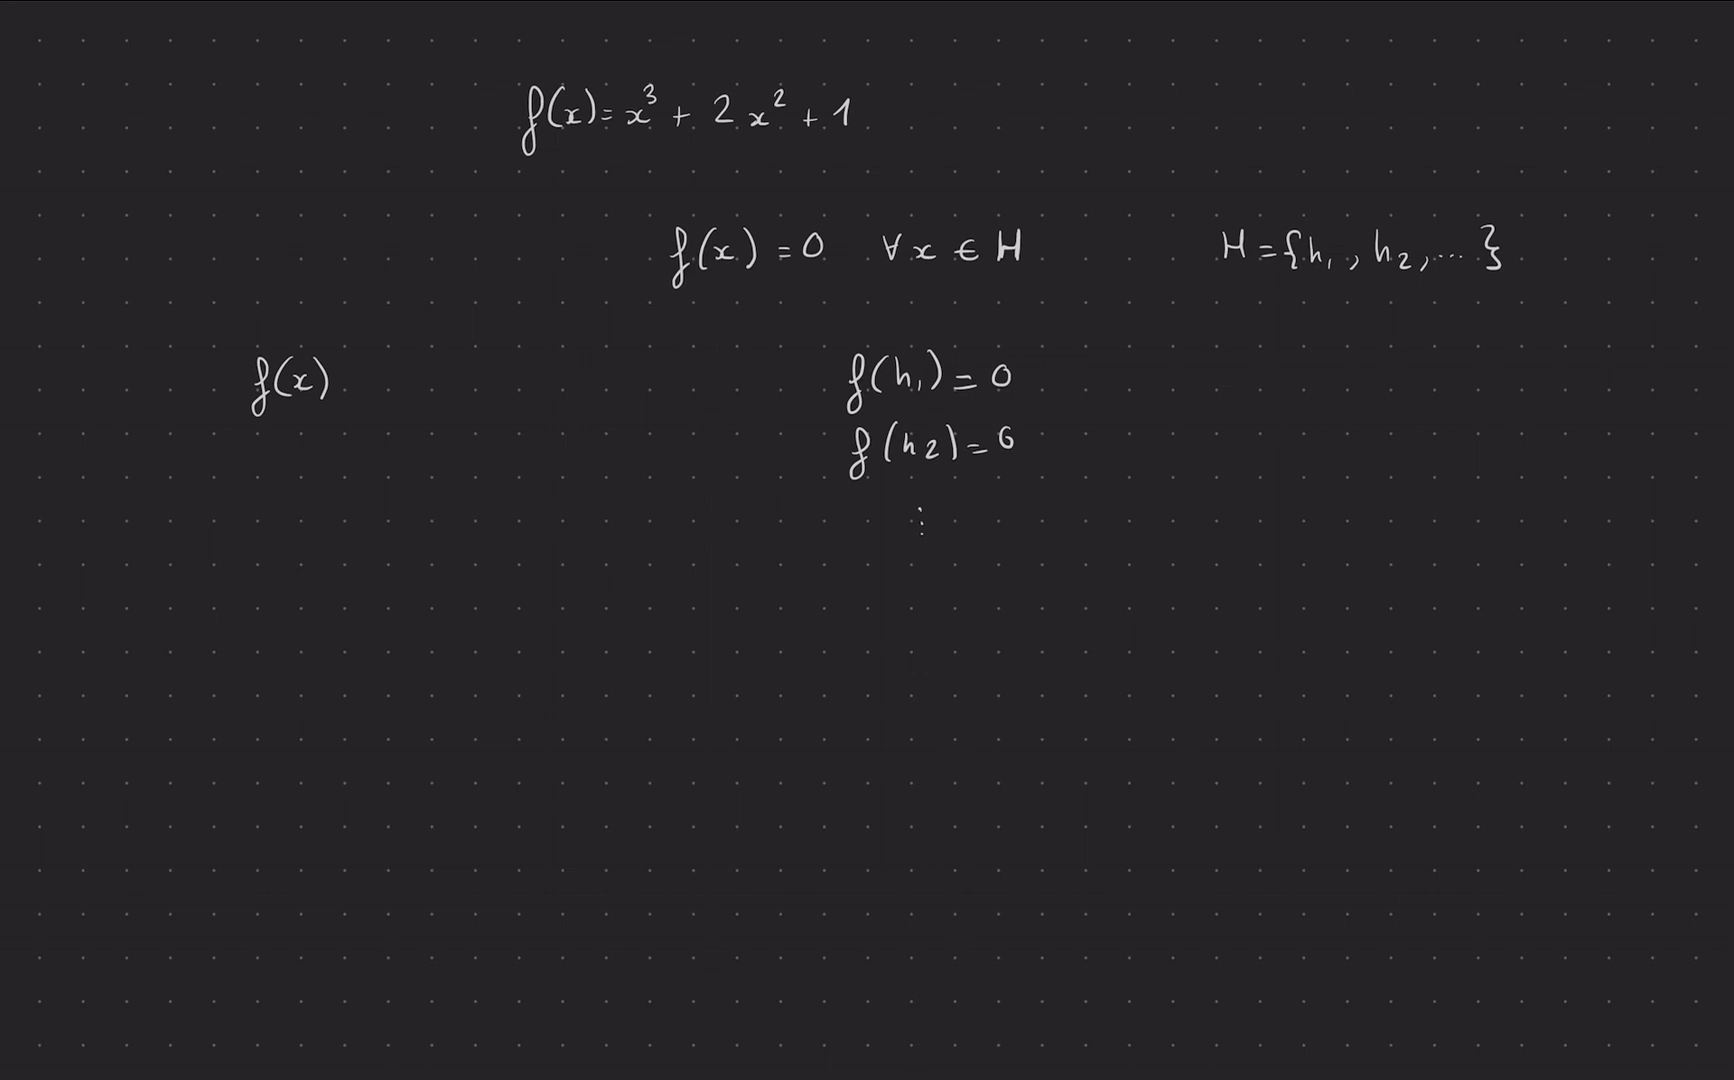 f(x) = x³ + 2x² + 1
f(x) = 0 ∀x ∈ H H = {h₁, h₂, ... }
f(x) f(h₁) = 0
f(h₂) = 0
⋮